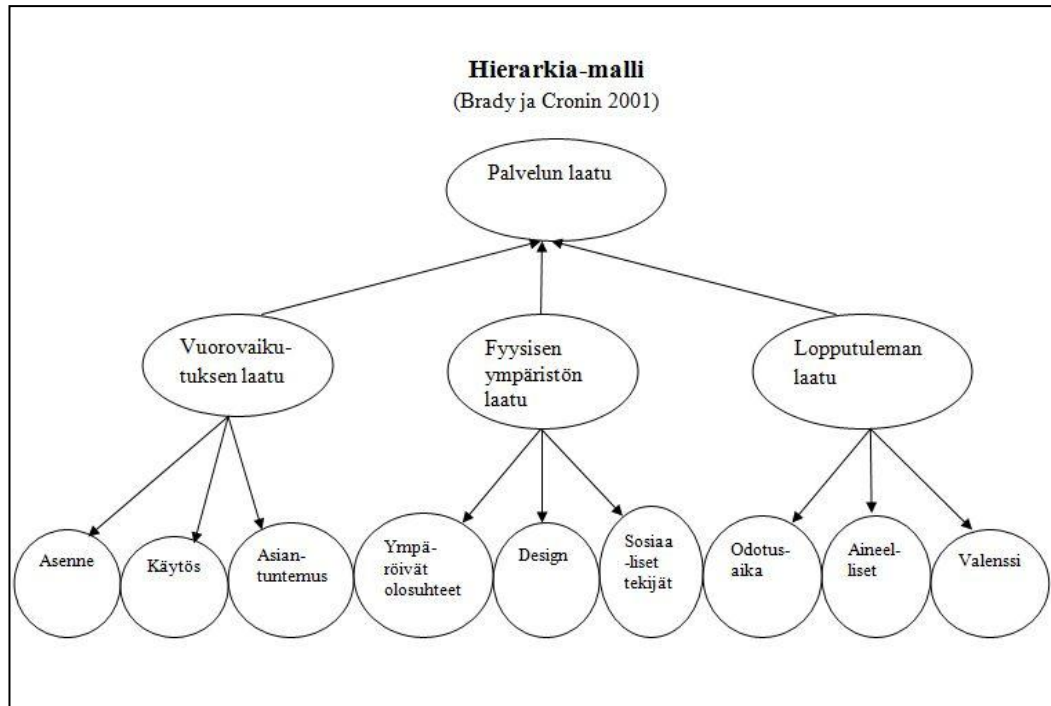 Hierarkia-malli
(Brady ja Cronin 2001)
Palvelun laatu
Vuorovaiku-
tuksen laatu
Fyysisen
ympäristön
laatu
Lopputuleman
laatu
Asenne
Käytös
Asian-
tuntemus
Ympä-
röivät
olosuhteet
Design
Sosiaa
-liset
tekijät
Odotus-
aika
Aineel-
liset
Valenssi